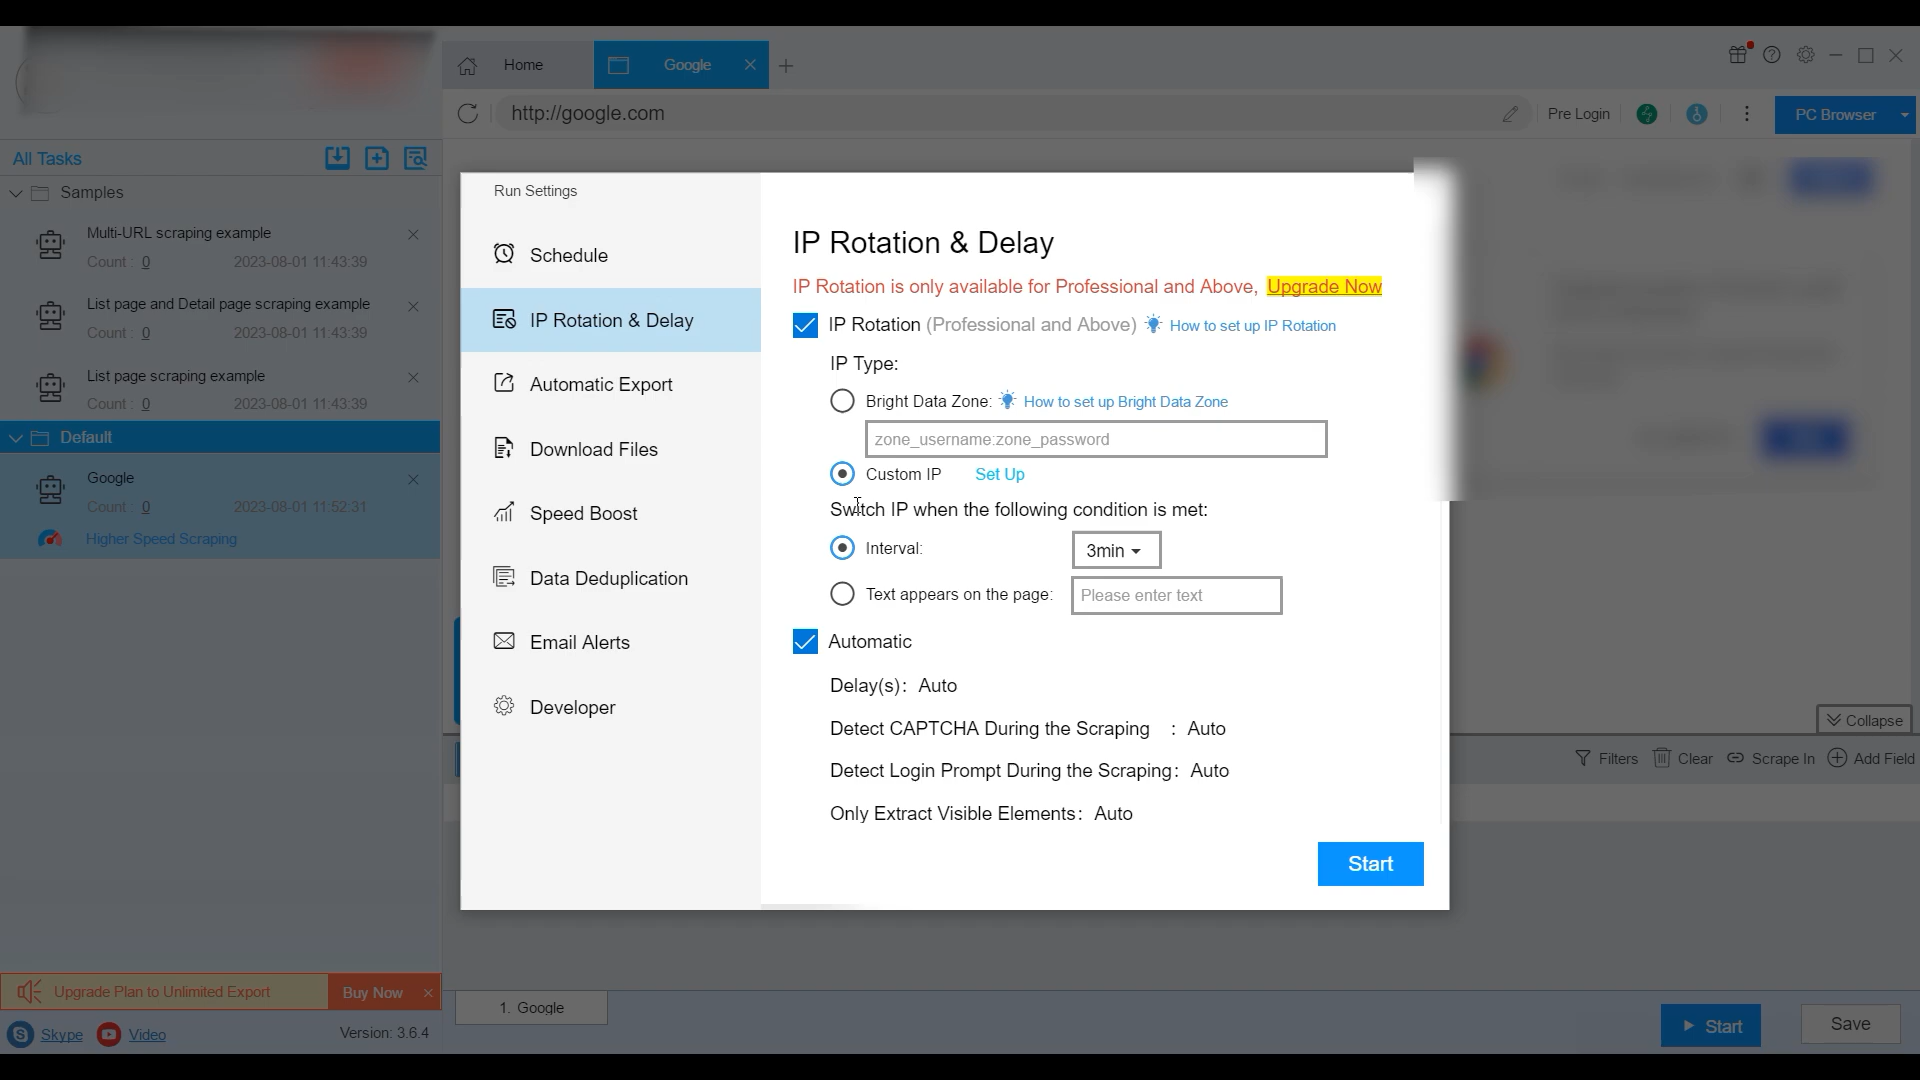 Home
Google
http://google.com
Pre Login
PC Browser
All Tasks
Samples
Multi-URL scraping example
Count : 0 2023-08-01 11:43:39
List page and Detail page scraping example
Count : 0 2023-08-01 11:43:39
List page scraping example
Count : 0 2023-08-01 11:43:39
Default
Google
Count : 0 2023-08-01 11:52:31
Higher Speed Scraping
Upgrade Plan to Unlimited Export
Buy Now
Skype
Video
Version: 3.6.4
Run Settings
Schedule
IP Rotation & Delay
Automatic Export
Download Files
Speed Boost
Data Deduplication
Email Alerts
Developer
IP Rotation & Delay
IP Rotation is only available for Professional and Above, Upgrade Now
IP Rotation (Professional and Above) How to set up IP Rotation
IP Type:
Bright Data Zone: How to set up Bright Data Zone
zone_username:zone_password
Custom IP Set Up
Switch IP when the following condition is met:
Interval: 3min
Text appears on the page: Please enter text
Automatic
Delay(s): Auto
Detect CAPTCHA During the Scraping : Auto
Detect Login Prompt During the Scraping: Auto
Only Extract Visible Elements: Auto
Start
Collapse
Filters
Clear
Scrape In
Add Field
1. Google
Start
Save